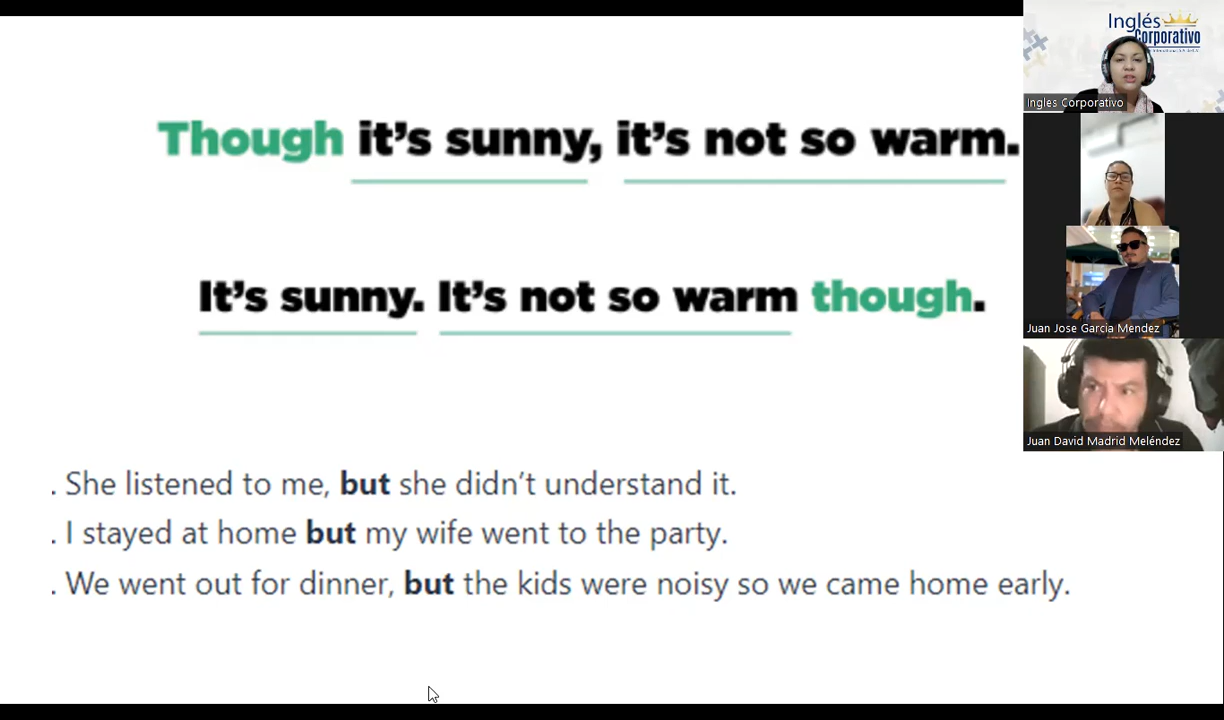 Though it's sunny, it's not so warm.
It's sunny. It's not so warm though.
. She listened to me, but she didn't understand it.
. I stayed at home but my wife went to the party.
. We went out for dinner, but the kids were noisy so we came home early.
Inglés
Corporativo
Ingles Corporativo
Juan Jose Garcia Mendez
Juan David Madrid Meléndez